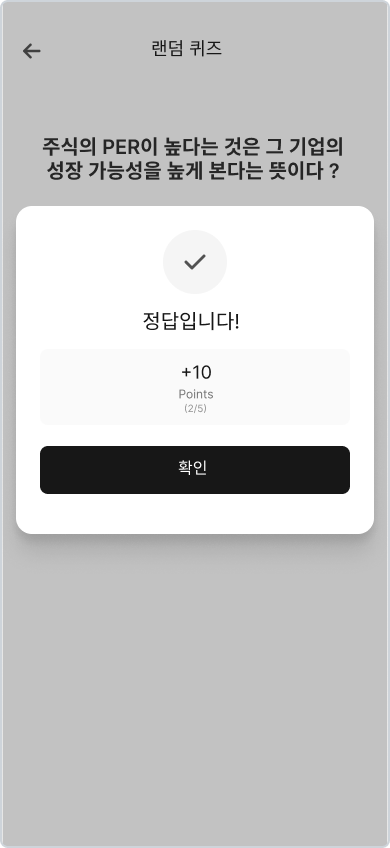 랜덤 퀴즈
주식의 PER이 높다는 것은 그 기업의
성장 가능성을 높게 본다는 뜻이다 ?
정답입니다!
+10
Points
(2/5)
확인